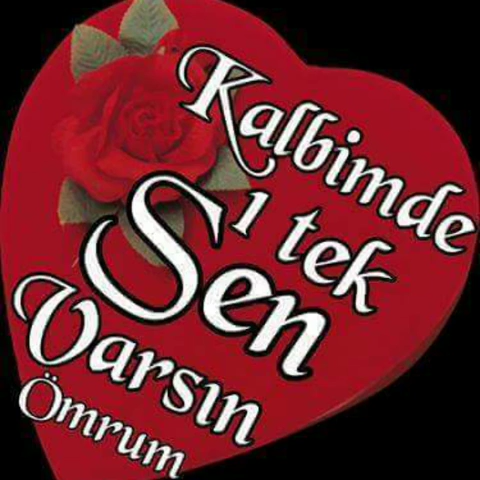 Kalbimde
1 tek
Sen
Varsın
Ömrum